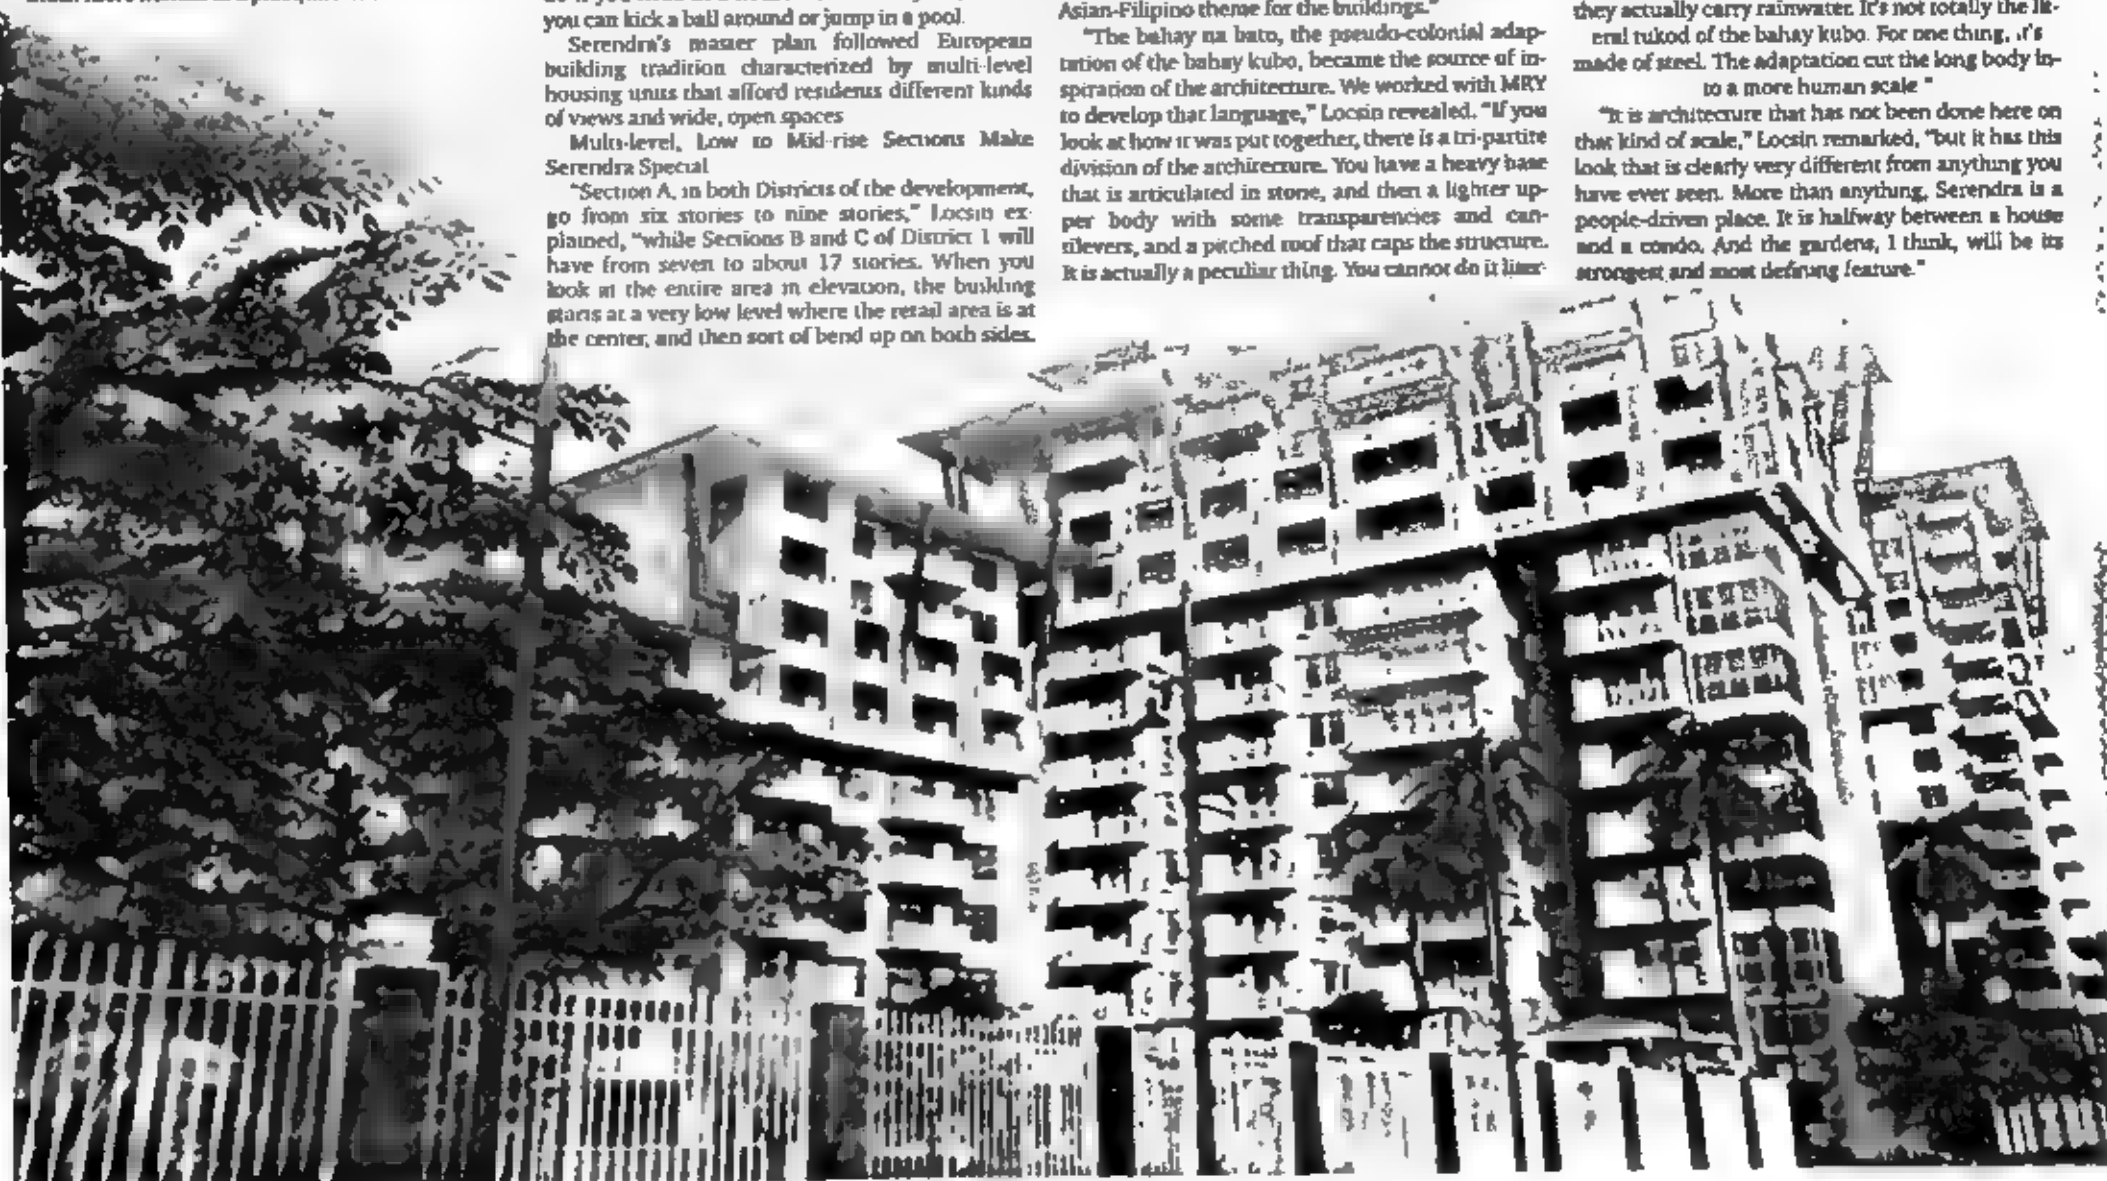 you can kick a ball around or jump in a pool.
Serendra's master plan followed European
building tradition characterized by multi-level
housing units that afford residents different kinds
of views and wide, open spaces
Multi-level, Low to Mid-rise Sections Make
Serendra Special
"Section A, in both Districts of the development,
go from six stories to nine stories," Locsin ex-
plained, "while Sections B and C of District 1 will
have from seven to about 17 stories. When you
look at the entire area in elevation, the building
starts at a very low level where the retail area is at
the center, and then sort of bend up on both sides.
Asian-Filipino theme for the buildings."
"The bahay na bato, the pseudo-colonial adap-
tation of the bahay kubo, became the source of in-
spiration of the architecture. We worked with MRY
to develop that language," Locsin revealed. "If you
look at how it was put together, there is a tri-partite
division of the architecture. You have a heavy base
that is articulated in stone, and then a lighter up-
per body with some transparencies and can-
tilevers, and a pitched roof that caps the structure.
It is actually a peculiar thing. You cannot do it liter-
they actually carry rainwater. It's not totally the lit-
eral tukod of the bahay kubo. For one thing, it's
made of steel. The adaptation cut the long body in-
to a more human scale "
"It is architecture that has not been done here on
that kind of scale," Locsin remarked, "but it has this
look that is clearly very different from anything you
have ever seen. More than anything, Serendra is a
people-driven place. It is halfway between a house
and a condo. And the gardens, I think, will be its
strongest and most defining feature."